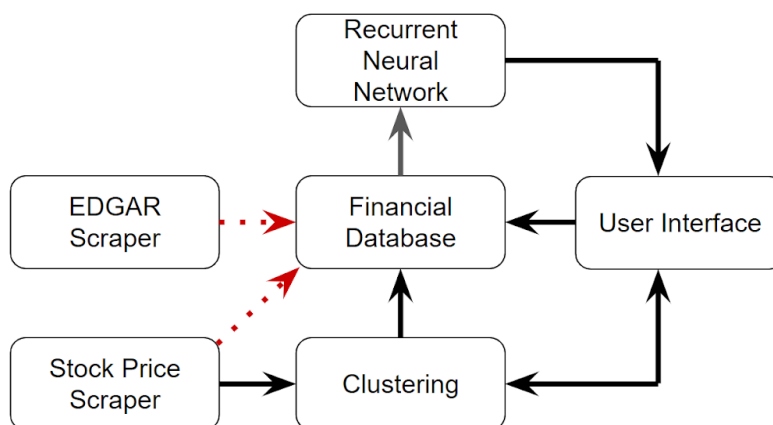 Recurrent
Neural
Network
EDGAR
Scraper
Financial
Database
User Interface
Stock Price
Scraper
Clustering